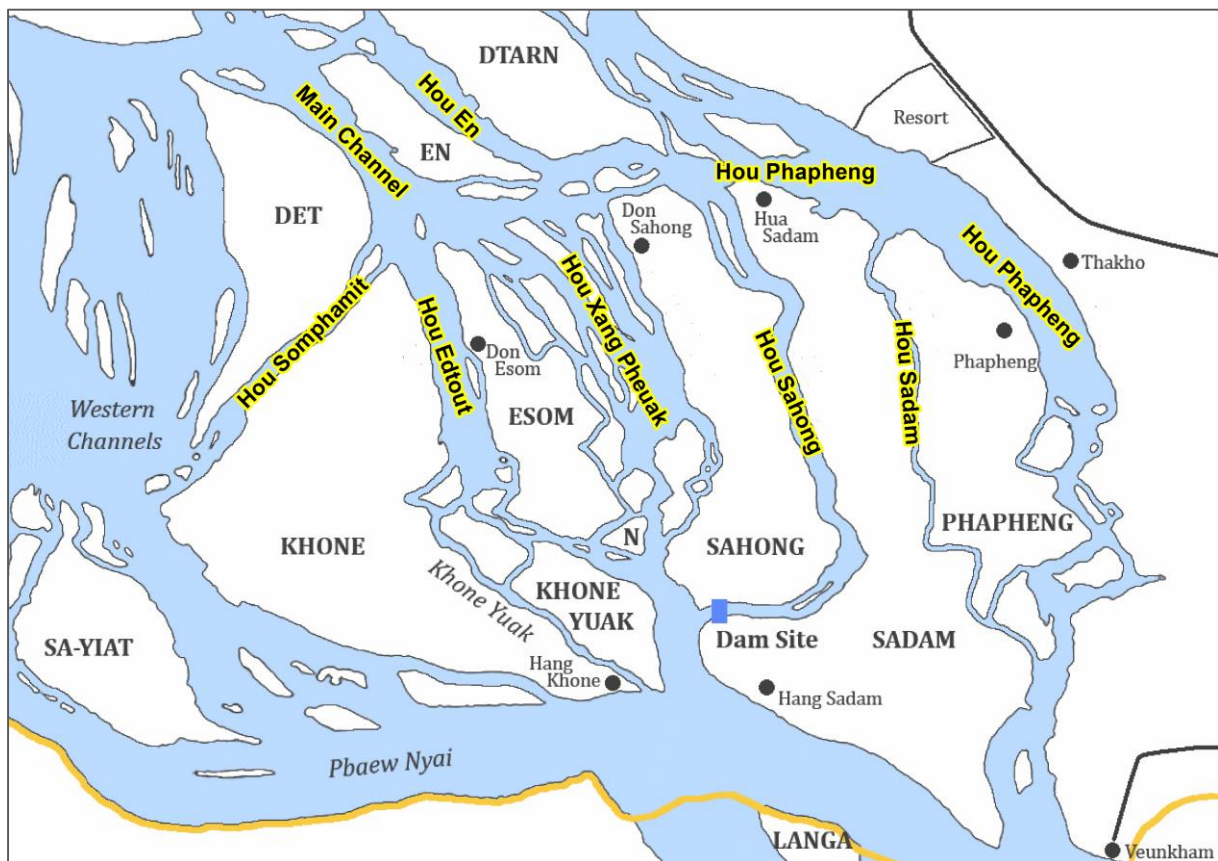 DTARN
Resort
Hou En
Main Channel
EN
Hou Phapheng
DET
Don
Sahong
Hua
Sadam
Hou Phapheng
Thakho
Hou Somphamit
Hou Edtout
Hou Xang Pheuak
Hou Sahong
Hou Sadam
Phapheng
Don
Esom
ESOM
Western
Channels
N
PHAPHENG
KHONE
SAHONG
Khone Yuak
KHONE
YUAK
Dam Site
SADAM
SA-YIAT
Hang
Khone
Hang Sadam
Pbaew Nyai
LANGA
Veunkham